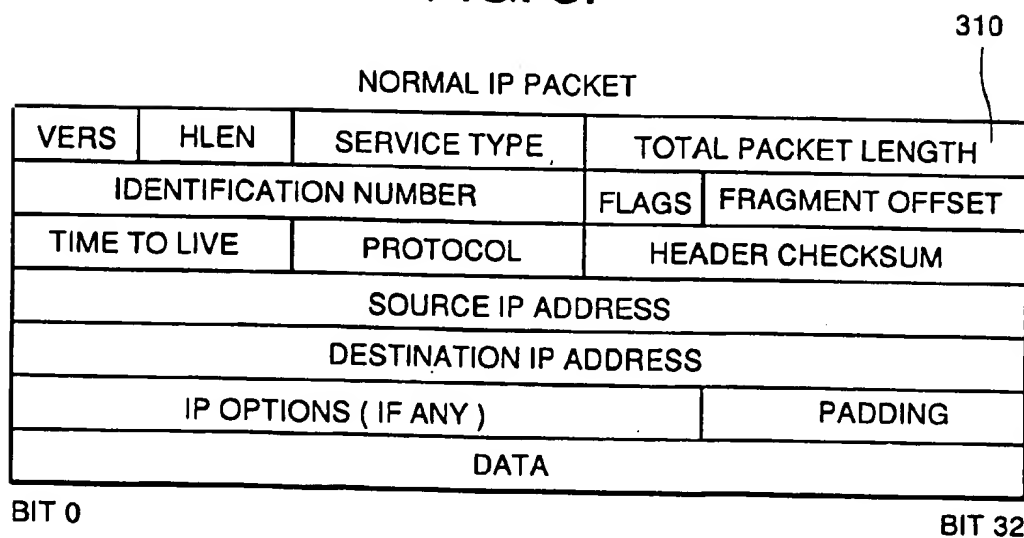 310
NORMAL IP PACKET
VERS HLEN SERVICE TYPE TOTAL PACKET LENGTH
IDENTIFICATION NUMBER FLAGS FRAGMENT OFFSET
TIME TO LIVE PROTOCOL HEADER CHECKSUM
SOURCE IP ADDRESS
DESTINATION IP ADDRESS
IP OPTIONS ( IF ANY ) PADDING
DATA
BIT 0 BIT 32